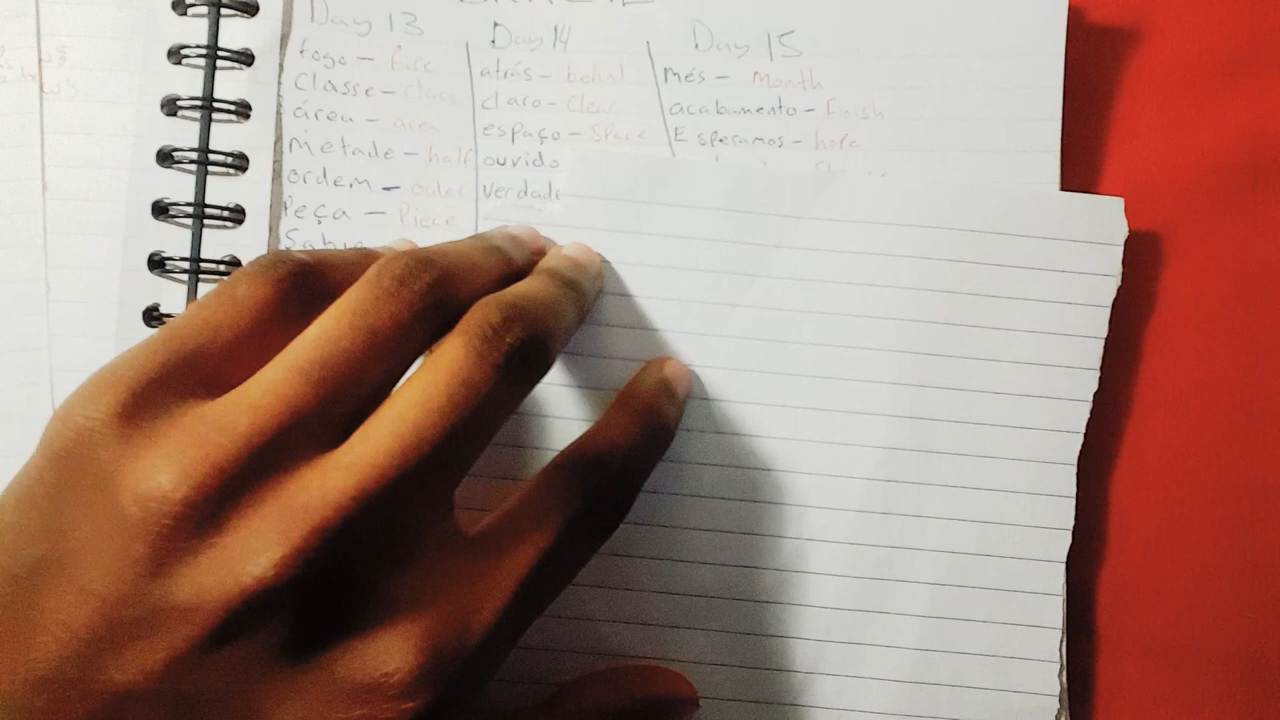 Day 13
fogo - fire
Classe - class
área - area
Metade - half
ordem - order
Peça - Piece
Day 14
atrás - behind
claro - Clear
espaço - Space
ouvido
verdade
Day 15
mês - Month
acabamento - Finish
Esperamos - hope